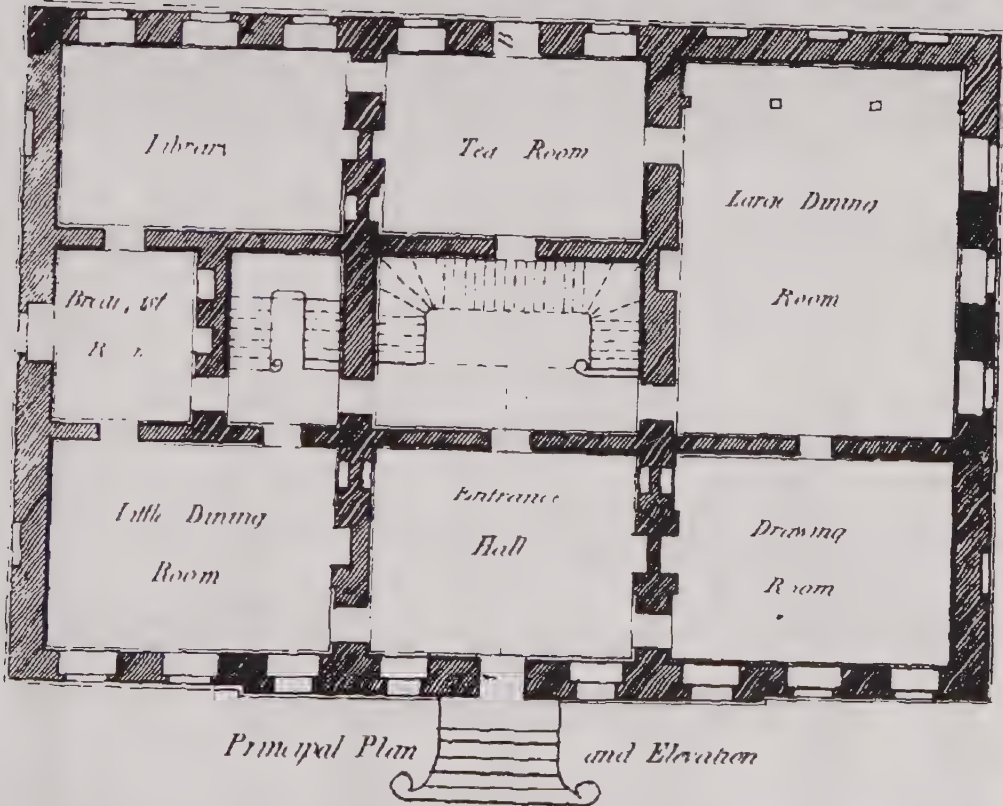 B
Library
Tea Room
Large Dining
Room
Little Dining
Room
Entrance
Hall
Drawing
Room
Principal Plan and Elevation